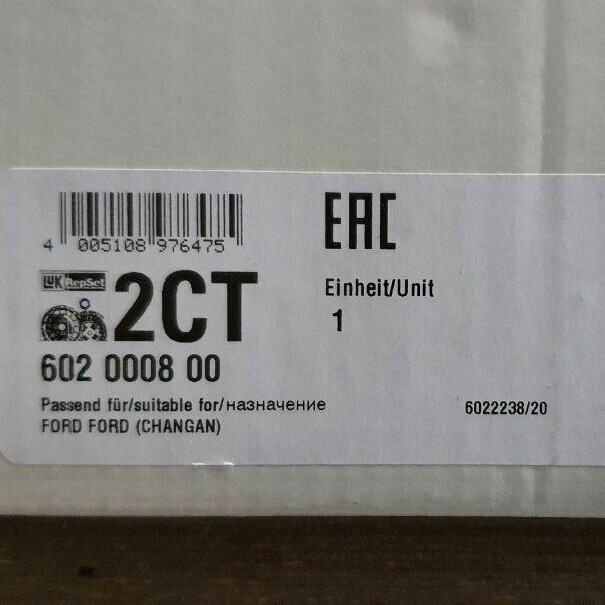 EAC
4 005108 976475
LUK RepSet
2CT
Einheit/Unit
1
602 0008 00
Passend für/suitable for/назначение
6022238/20
FORD FORD (CHANGAN)